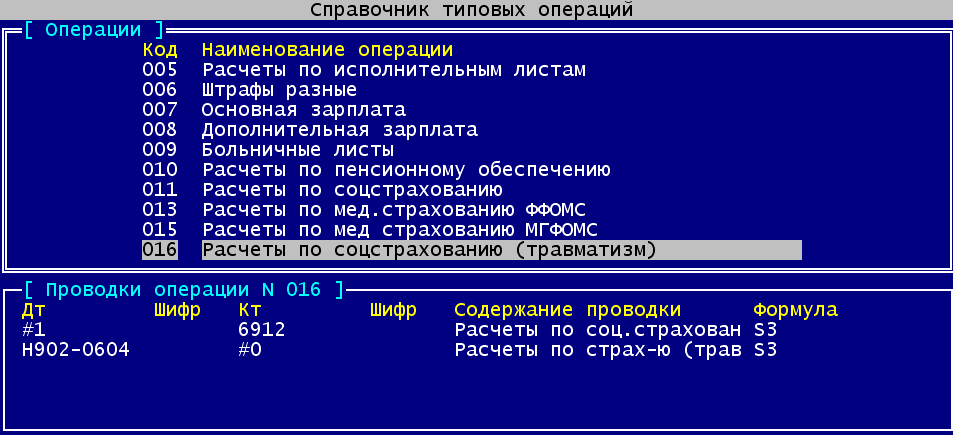 Справочник типовых операций
[ Операции ]
Код Наименование операции
005 Расчеты по исполнительным листам
006 Штрафы разные
007 Основная зарплата
008 Дополнительная зарплата
009 Больничные листы
010 Расчеты по пенсионному обеспечению
011 Расчеты по соцстрахованию
013 Расчеты по мед.страхованию ФФОМС
015 Расчеты по мед страхованию МГФОМС
016 Расчеты по соцстрахованию (травматизм)
[ Проводки операции N 016 ]
Дт Шифр Кт Шифр Содержание проводки Формула
#1 6912 Расчеты по соц.страхован S3
Н902-0604 #0 Расчеты по страх-ю (трав S3